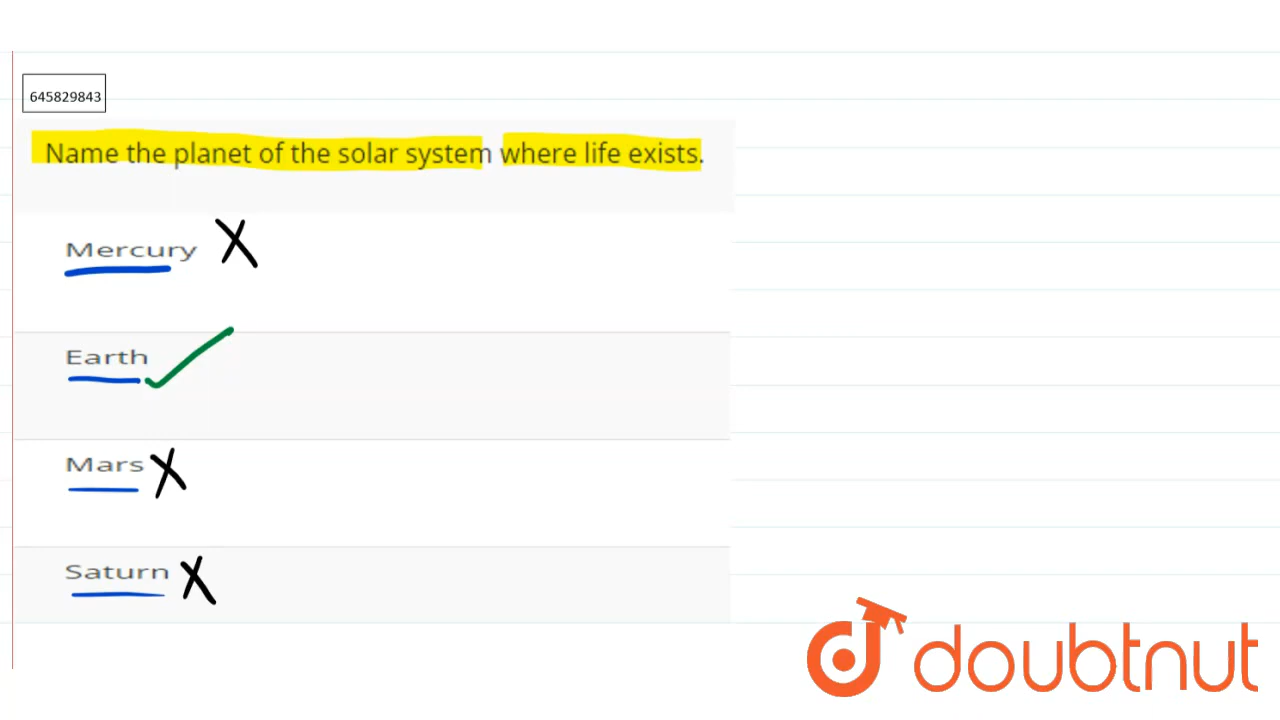 645829843
Name the planet of the solar system where life exists.
Mercury
Earth
Mars
Saturn
doubtnut